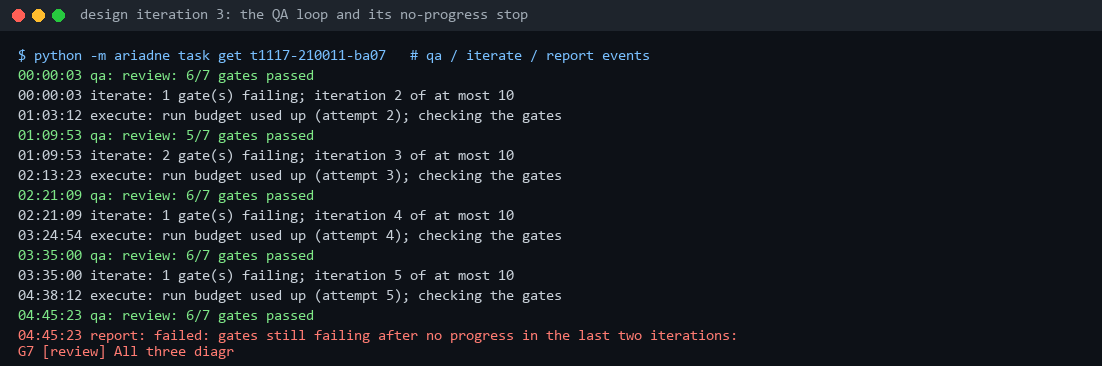 design iteration 3: the QA loop and its no-progress stop
$ python -m ariadne task get t1117-210011-ba07   # qa / iterate / report events
00:00:03 qa: review: 6/7 gates passed
00:00:03 iterate: 1 gate(s) failing; iteration 2 of at most 10
01:03:12 execute: run budget used up (attempt 2); checking the gates
01:09:53 qa: review: 5/7 gates passed
01:09:53 iterate: 2 gate(s) failing; iteration 3 of at most 10
02:13:23 execute: run budget used up (attempt 3); checking the gates
02:21:09 qa: review: 6/7 gates passed
02:21:09 iterate: 1 gate(s) failing; iteration 4 of at most 10
03:24:54 execute: run budget used up (attempt 4); checking the gates
03:35:00 qa: review: 6/7 gates passed
03:35:00 iterate: 1 gate(s) failing; iteration 5 of at most 10
04:38:12 execute: run budget used up (attempt 5); checking the gates
04:45:23 qa: review: 6/7 gates passed
04:45:23 report: failed: gates still failing after no progress in the last two iterations:
G7 [review] All three diagr